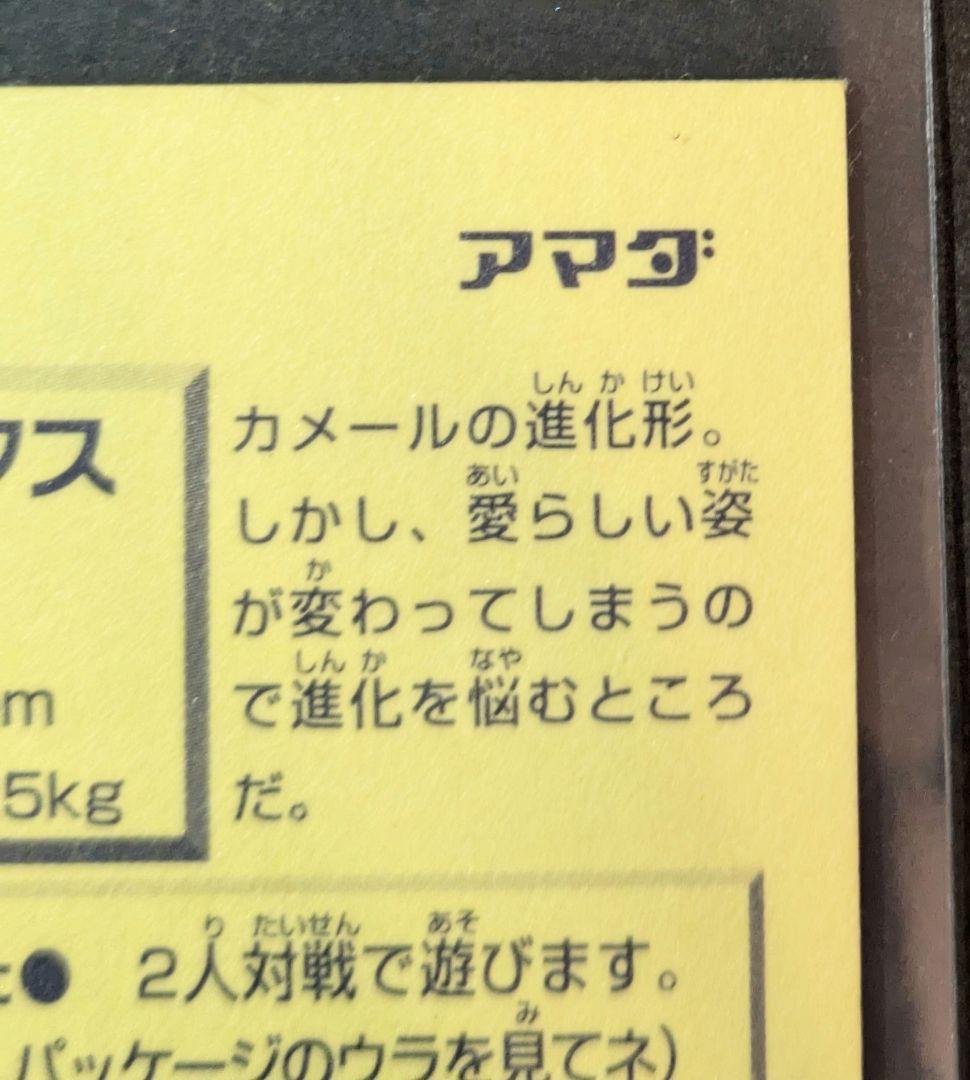 アマダ
クス
m
5kg
カメールの進化形。
しかし、愛らしい姿
が変わってしまうの
で進化を悩むところ
だ。
2人対戦で遊びます。
パッケージのウラを見てネ)